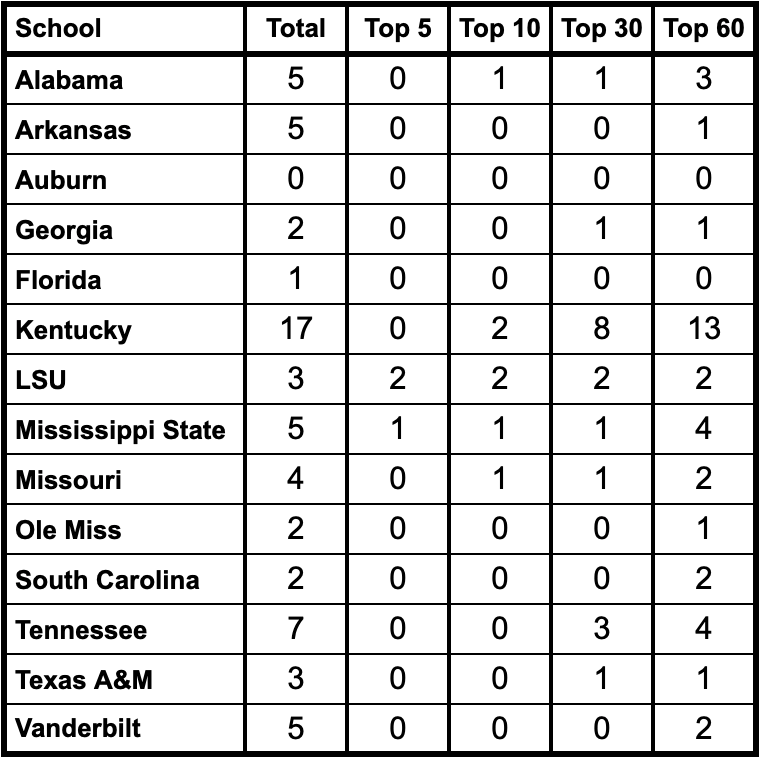 School Total Top 5 Top 10 Top 30 Top 60
Alabama 5 0 1 1 3
Arkansas 5 0 0 0 1
Auburn 0 0 0 0 0
Georgia 2 0 0 1 1
Florida 1 0 0 0 0
Kentucky 17 0 2 8 13
LSU 3 2 2 2 2
Mississippi State 5 1 1 1 4
Missouri 4 0 1 1 2
Ole Miss 2 0 0 0 1
South Carolina 2 0 0 0 2
Tennessee 7 0 0 3 4
Texas A&M 3 0 0 1 1
Vanderbilt 5 0 0 0 2